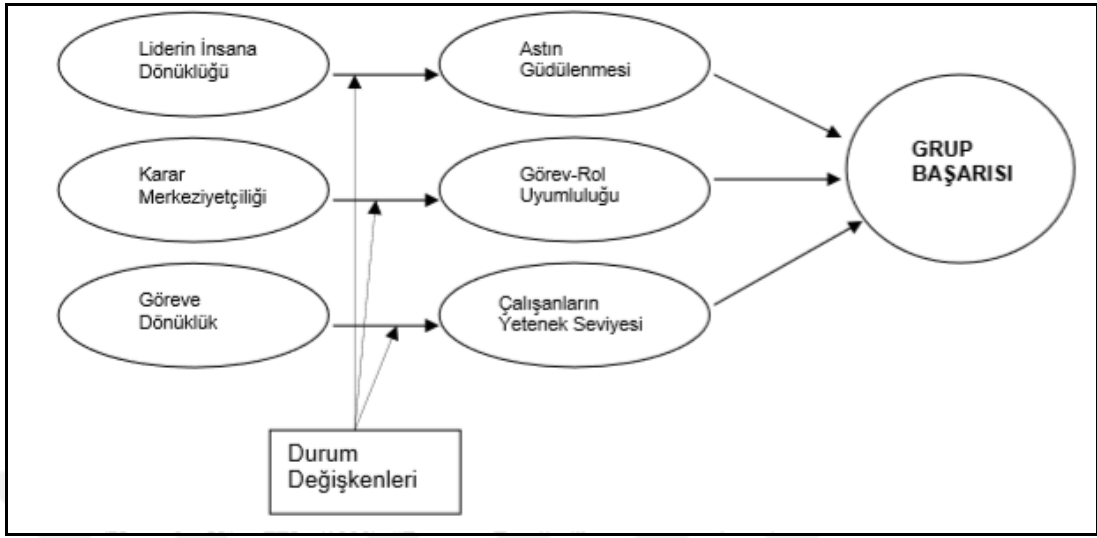 Liderin İnsana
Dönüklüğü
Astın
Güdülenmesi
Karar
Merkeziyetçiliği
Görev-Rol
Uyumluluğu
GRUP
BAŞARISI
Göreve
Dönüklük
Çalışanların
Yetenek Seviyesi
Durum
Değişkenleri